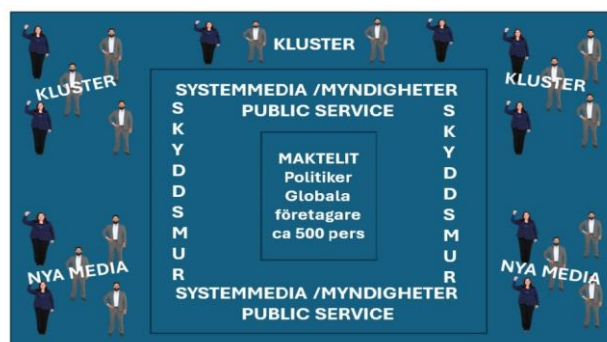 KLUSTER
KLUSTER
KLUSTER
SYSTEMMEDIA /MYNDIGHETER
PUBLIC SERVICE
SKYDDSMUR
MAKTELIT
Politiker
Globala
företagare
ca 500 pers
SKYDDSMUR
NYA MEDIA
NYA MEDIA
SYSTEMMEDIA /MYNDIGHETER
PUBLIC SERVICE